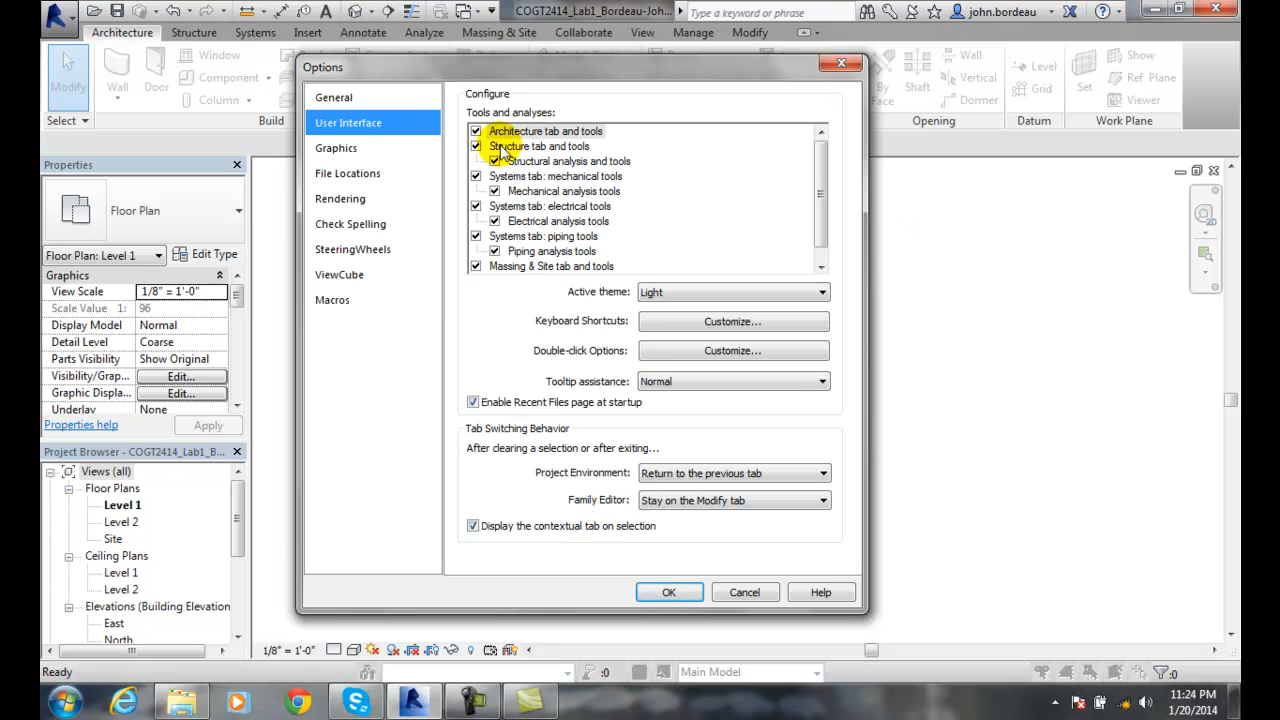 COGT2414_Lab1_Bordeau-Joh...
Type a keyword or phrase
john.bordeau
Architecture Structure Systems Insert Annotate Analyze Massing & Site Collaborate View Manage Modify
Modify
Wall
Door
Window
Component
Column
Select
Build
By
Face
Shaft
Wall
Vertical
Dormer
Opening
Level
Grid
Datum
Set
Show
Ref Plane
Viewer
Work Plane
Options
General
User Interface
Graphics
File Locations
Rendering
Check Spelling
SteeringWheels
ViewCube
Macros
Configure
Tools and analyses:
Architecture tab and tools
Structure tab and tools
Structural analysis and tools
Systems tab: mechanical tools
Mechanical analysis tools
Systems tab: electrical tools
Electrical analysis tools
Systems tab: piping tools
Piping analysis tools
Massing & Site tab and tools
Active theme: Light
Keyboard Shortcuts: Customize...
Double-click Options: Customize...
Tooltip assistance: Normal
Enable Recent Files page at startup
Tab Switching Behavior
After clearing a selection or after exiting...
Project Environment: Return to the previous tab
Family Editor: Stay on the Modify tab
Display the contextual tab on selection
OK Cancel Help
Properties
Floor Plan
Floor Plan: Level 1 Edit Type
Graphics
View Scale 1/8" = 1'-0"
Scale Value 1: 96
Display Model Normal
Detail Level Coarse
Parts Visibility Show Original
Visibility/Grap... Edit...
Graphic Displa... Edit...
Underlay None
Properties help Apply
Project Browser - COGT2414_Lab1_B...
Views (all)
Floor Plans
Level 1
Level 2
Site
Ceiling Plans
Level 1
Level 2
Elevations (Building Elevation
East
North
1/8" = 1'-0"
Ready
:0
Main Model
:0
11:24 PM
1/20/2014